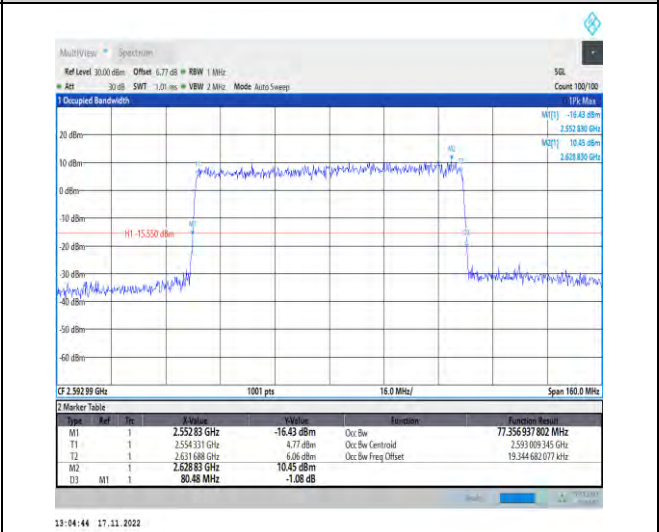 MultiView Spectrum
Ref Level 30.00 dBm Offset 6.77 dB RBW 1 MHz SGL
Att 30 dB SWT 1.01 ms VBW 2 MHz Mode Auto Sweep Count 100/100
1 Occupied Bandwidth 1Pk Max
M1[1] -16.43 dBm
2.552 830 GHz
M2[1] 10.45 dBm
2.628 830 GHz
20 dBm
M2
10 dBm
0 dBm
-10 dBm
M1
H1 -15.550 dBm
D3
-20 dBm
-30 dBm
-40 dBm
-50 dBm
-60 dBm
CF 2.592 99 GHz 1001 pts 16.0 MHz/ Span 160.0 MHz
2 Marker Table
Type Ref Trc X-Value Y-Value Function Function Result
M1 1 2.552 83 GHz -16.43 dBm Occ Bw 77.356 937 802 MHz
T1 1 2.554 331 GHz 4.77 dBm Occ Bw Centroid 2.593 009 345 GHz
T2 1 2.631 688 GHz 6.06 dBm Occ Bw Freq Offset 19.344 682 077 kHz
M2 1 2.628 83 GHz 10.45 dBm
D3 M1 1 80.48 MHz -1.08 dB
13:04:44 17.11.2022